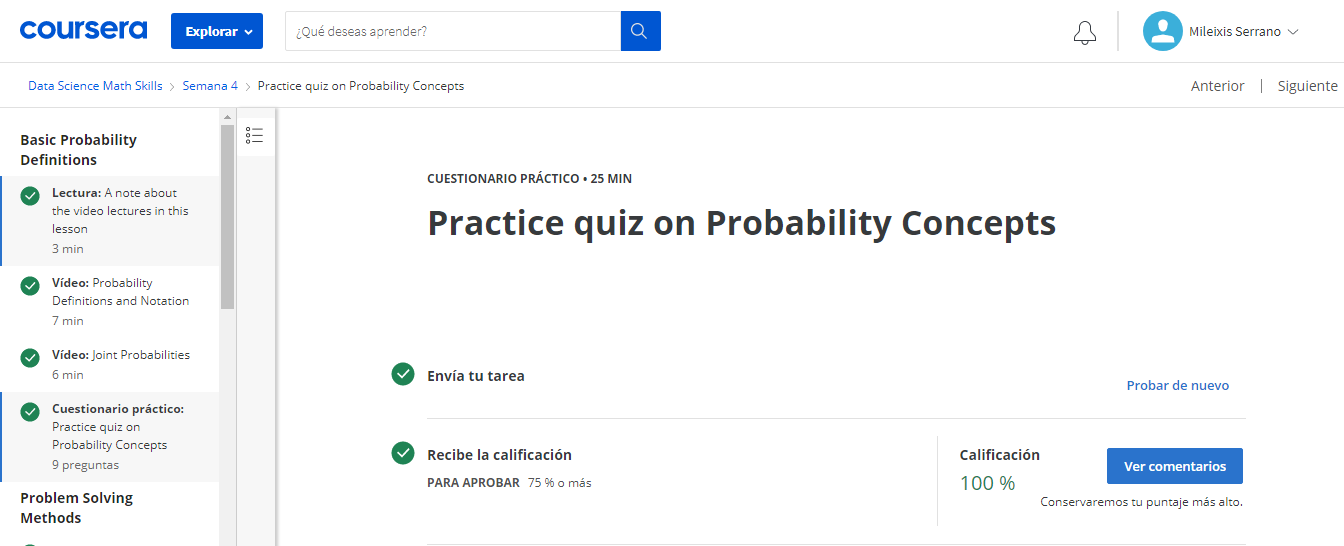 coursera
Explorar
¿Qué deseas aprender?
Mileixis Serrano
Data Science Math Skills > Semana 4 > Practice quiz on Probability Concepts
Anterior | Siguiente
Basic Probability
Definitions
Lectura: A note about
the video lectures in this
lesson
3 min
Vídeo: Probability
Definitions and Notation
7 min
Vídeo: Joint Probabilities
6 min
Cuestionario práctico:
Practice quiz on
Probability Concepts
9 preguntas
Problem Solving
Methods
CUESTIONARIO PRÁCTICO • 25 MIN
Practice quiz on Probability Concepts
Envía tu tarea
Probar de nuevo
Recibe la calificación
PARA APROBAR 75 % o más
Calificación
100 %
Ver comentarios
Conservaremos tu puntaje más alto.